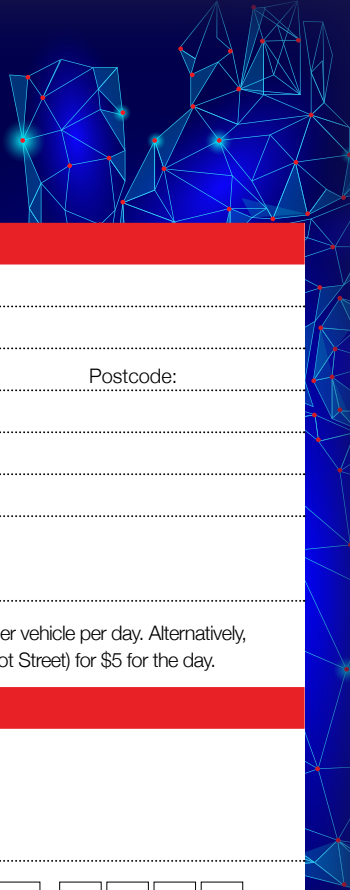 Postcode:
er vehicle per day. Alternatively,
ot Street) for $5 for the day.